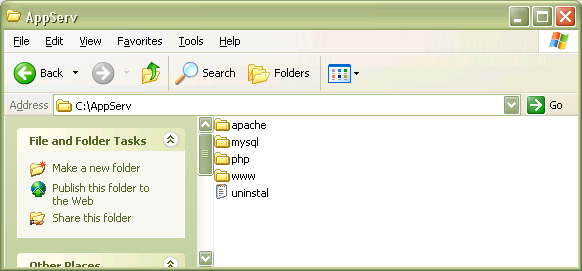 AppServ
File Edit View Favorites Tools Help
Back Search Folders
Address C:\AppServ Go
File and Folder Tasks
Make a new folder
Publish this folder to
the Web
Share this folder
Other Places
apache
mysql
php
www
uninstal